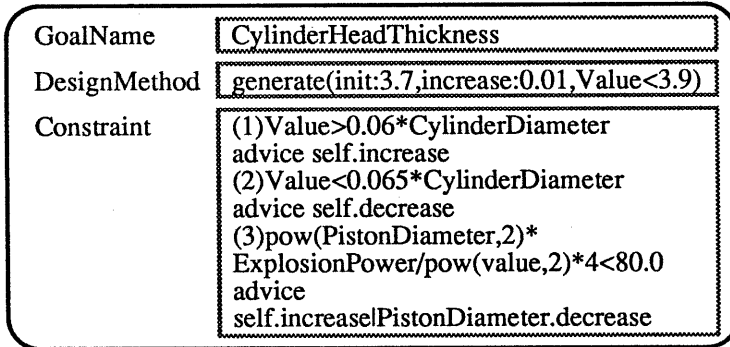 GoalName CylinderHeadThickness
DesignMethod generate(init:3.7,increase:0.01,Value<3.9)
Constraint (1)Value>0.06*CylinderDiameter
advice self.increase
(2)Value<0.065*CylinderDiameter
advice self.decrease
(3)pow(PistonDiameter,2)*
ExplosionPower/pow(value,2)*4<80.0
advice
self.increase|PistonDiameter.decrease